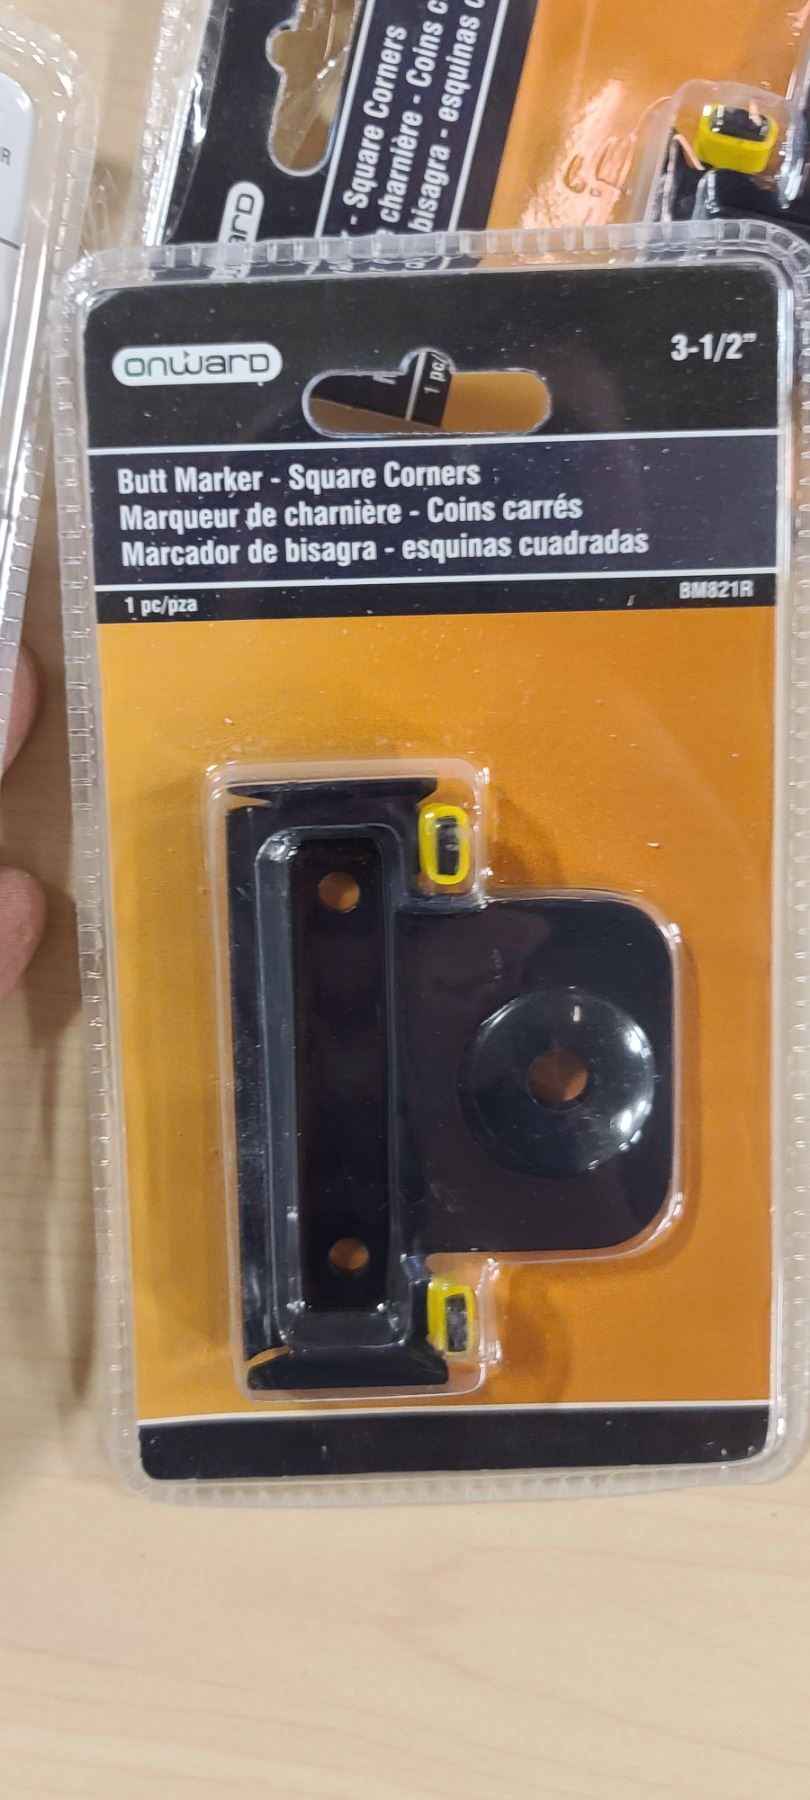 - Square Corners
charnière - Coins c
bisagra - esquinas c
onward
3-1/2"
1 pc/
Butt Marker - Square Corners
Marqueur de charnière - Coins carrés
Marcador de bisagra - esquinas cuadradas
1 pc/pza
BM821R